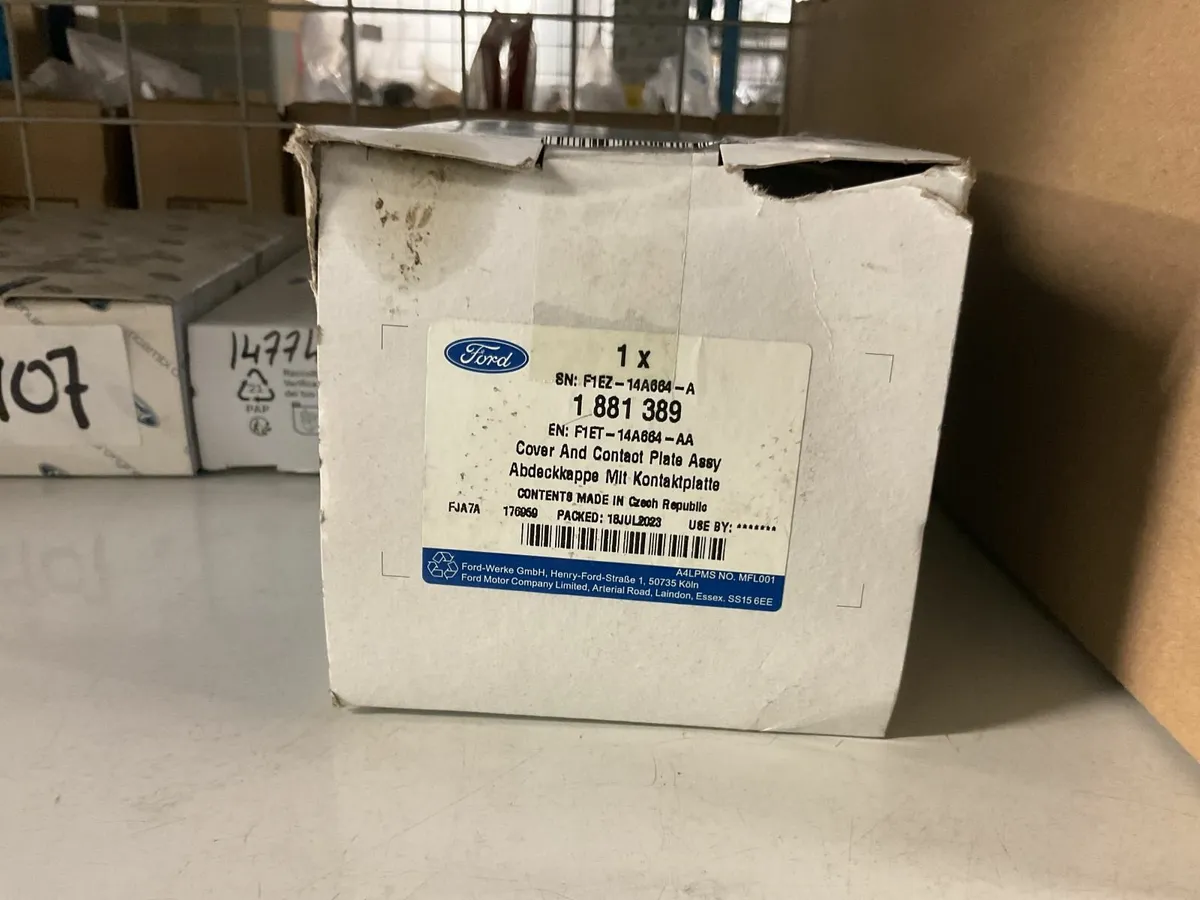 Ford
1 x
SN: F1EZ-14A664-A
1 881 389
EN: F1ET-14A664-AA
Cover And Contact Plate Assy
Abdeckkappe Mit Kontaktplatte
CONTENTS MADE IN Czech Republic
FJA7A 176959 PACKED: 18JUL2023 USE BY: *******
A4LPMS NO. MFL001
Ford-Werke GmbH, Henry-Ford-Straße 1, 50735 Köln
Ford Motor Company Limited, Arterial Road, Laindon, Essex. SS15 6EE
107
1477
21
PAP